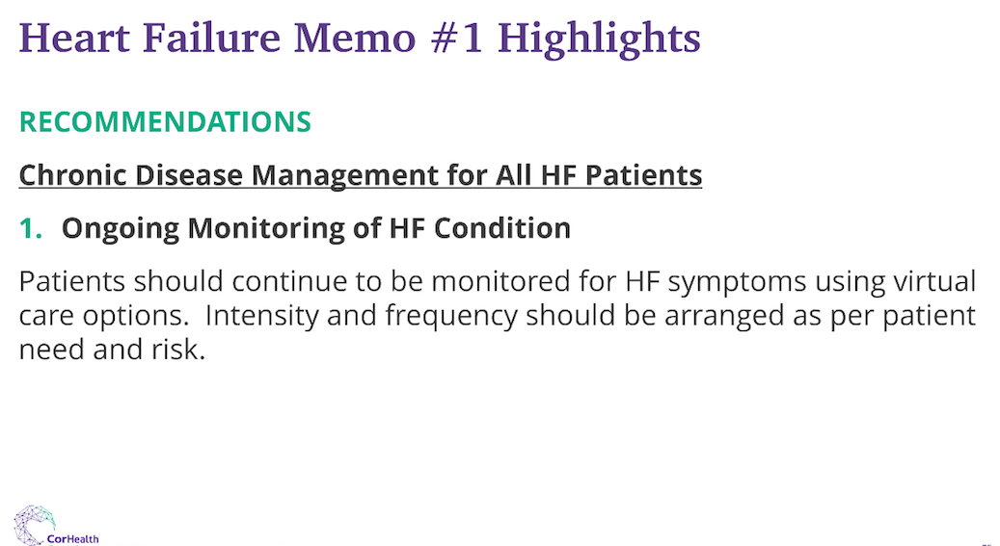 Heart Failure Memo #1 Highlights
RECOMMENDATIONS
Chronic Disease Management for All HF Patients
1. Ongoing Monitoring of HF Condition
Patients should continue to be monitored for HF symptoms using virtual
care options.  Intensity and frequency should be arranged as per patient
need and risk.
CorHealth